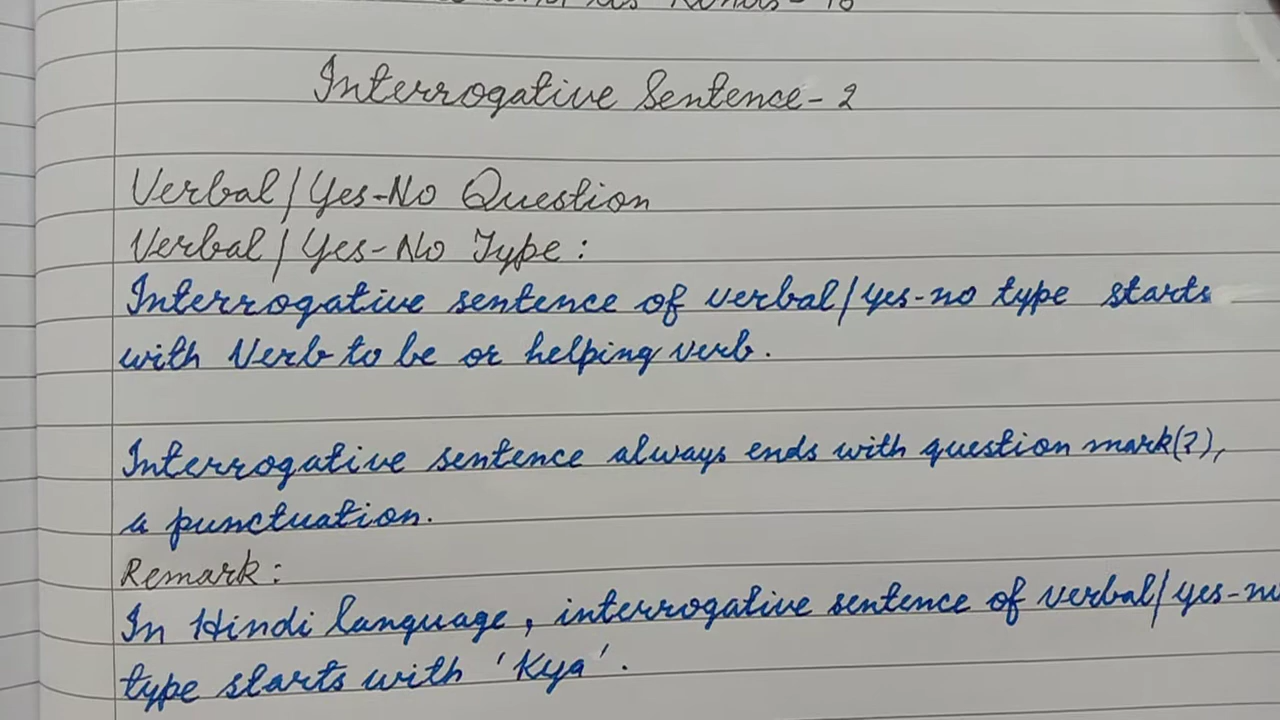 Interrogative Sentence-2
Verbal/Yes-No Question
Verbal/Yes-No Type:
Interrogative sentence of verbal/yes-no type starts
with Verb to be or helping verb.
Interrogative sentence always ends with question mark(?),
a punctuation.
Remark:
In Hindi language, interrogative sentence of verbal/yes-no
type starts with 'Kya'.